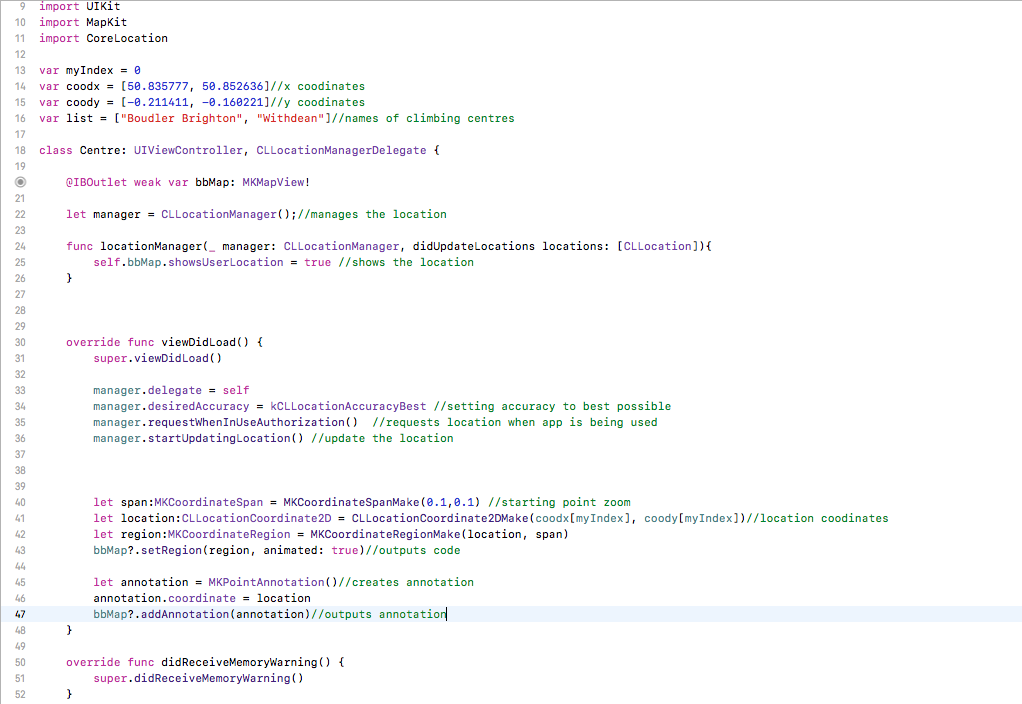 9 import UIKit
10 import MapKit
11 import CoreLocation
12
13 var myIndex = 0
14 var coodx = [50.835777, 50.852636]//x coodinates
15 var coody = [-0.211411, -0.160221]//y coodinates
16 var list = ["Boudler Brighton", "Withdean"]//names of climbing centres
17
18 class Centre: UIViewController, CLLocationManagerDelegate {
19
@IBOutlet weak var bbMap: MKMapView!
21
22 let manager = CLLocationManager();//manages the location
23
24 func locationManager(_ manager: CLLocationManager, didUpdateLocations locations: [CLLocation]){
25 self.bbMap.showsUserLocation = true //shows the location
26 }
27
28
29
30 override func viewDidLoad() {
31 super.viewDidLoad()
32
33 manager.delegate = self
34 manager.desiredAccuracy = kCLLocationAccuracyBest //setting accuracy to best possible
35 manager.requestWhenInUseAuthorization()  //requests location when app is being used
36 manager.startUpdatingLocation() //update the location
37
38
39
40 let span:MKCoordinateSpan = MKCoordinateSpanMake(0.1,0.1) //starting point zoom
41 let location:CLLocationCoordinate2D = CLLocationCoordinate2DMake(coodx[myIndex], coody[myIndex])//location coodinates
42 let region:MKCoordinateRegion = MKCoordinateRegionMake(location, span)
43 bbMap?.setRegion(region, animated: true)//outputs code
44
45 let annotation = MKPointAnnotation()//creates annotation
46 annotation.coordinate = location
47 bbMap?.addAnnotation(annotation)//outputs annotation
48 }
49
50 override func didReceiveMemoryWarning() {
51 super.didReceiveMemoryWarning()
52 }